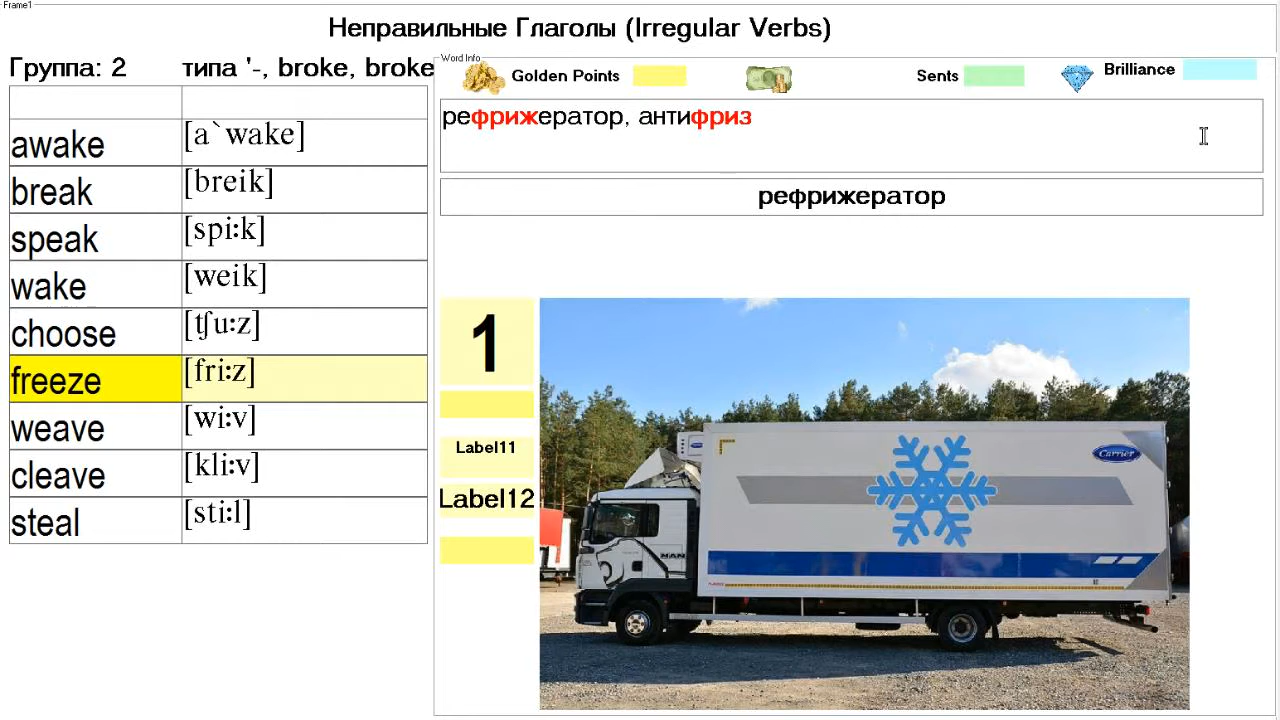 Frame1
Неправильные Глаголы (Irregular Verbs)
Группа: 2 типа '-, broke, broke
awake [a`wake]
break [breik]
speak [spi:k]
wake [weik]
choose [tʃu:z]
freeze [fri:z]
weave [wi:v]
cleave [kli:v]
steal [sti:l]
Word Info
Golden Points Sents Brilliance
рефрижератор, антифриз
рефрижератор
1
Label11
Label12
Carrier
MAN